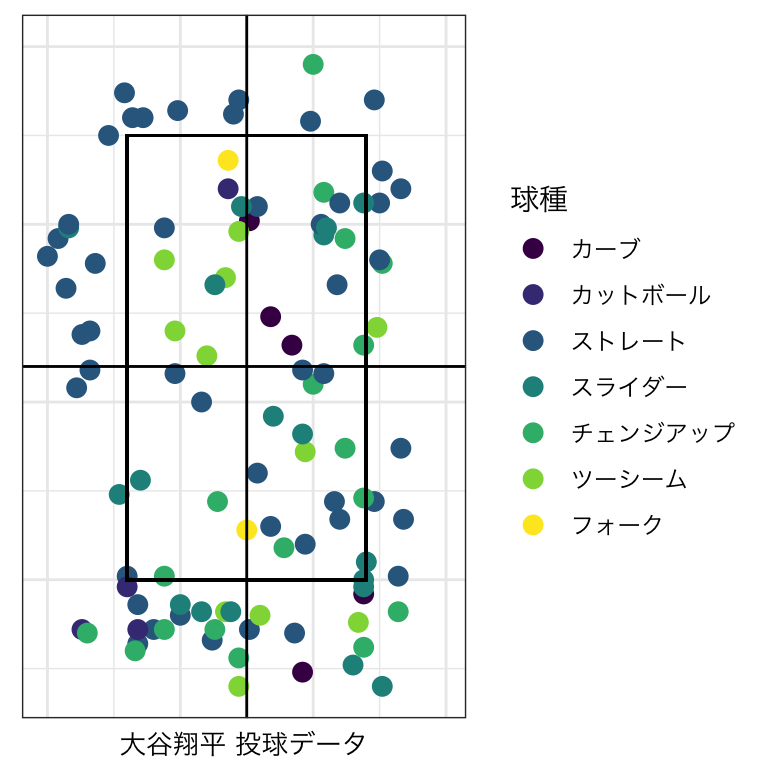 球種
カーブ
カットボール
ストレート
スライダー
チェンジアップ
ツーシーム
フォーク
大谷翔平 投球データ